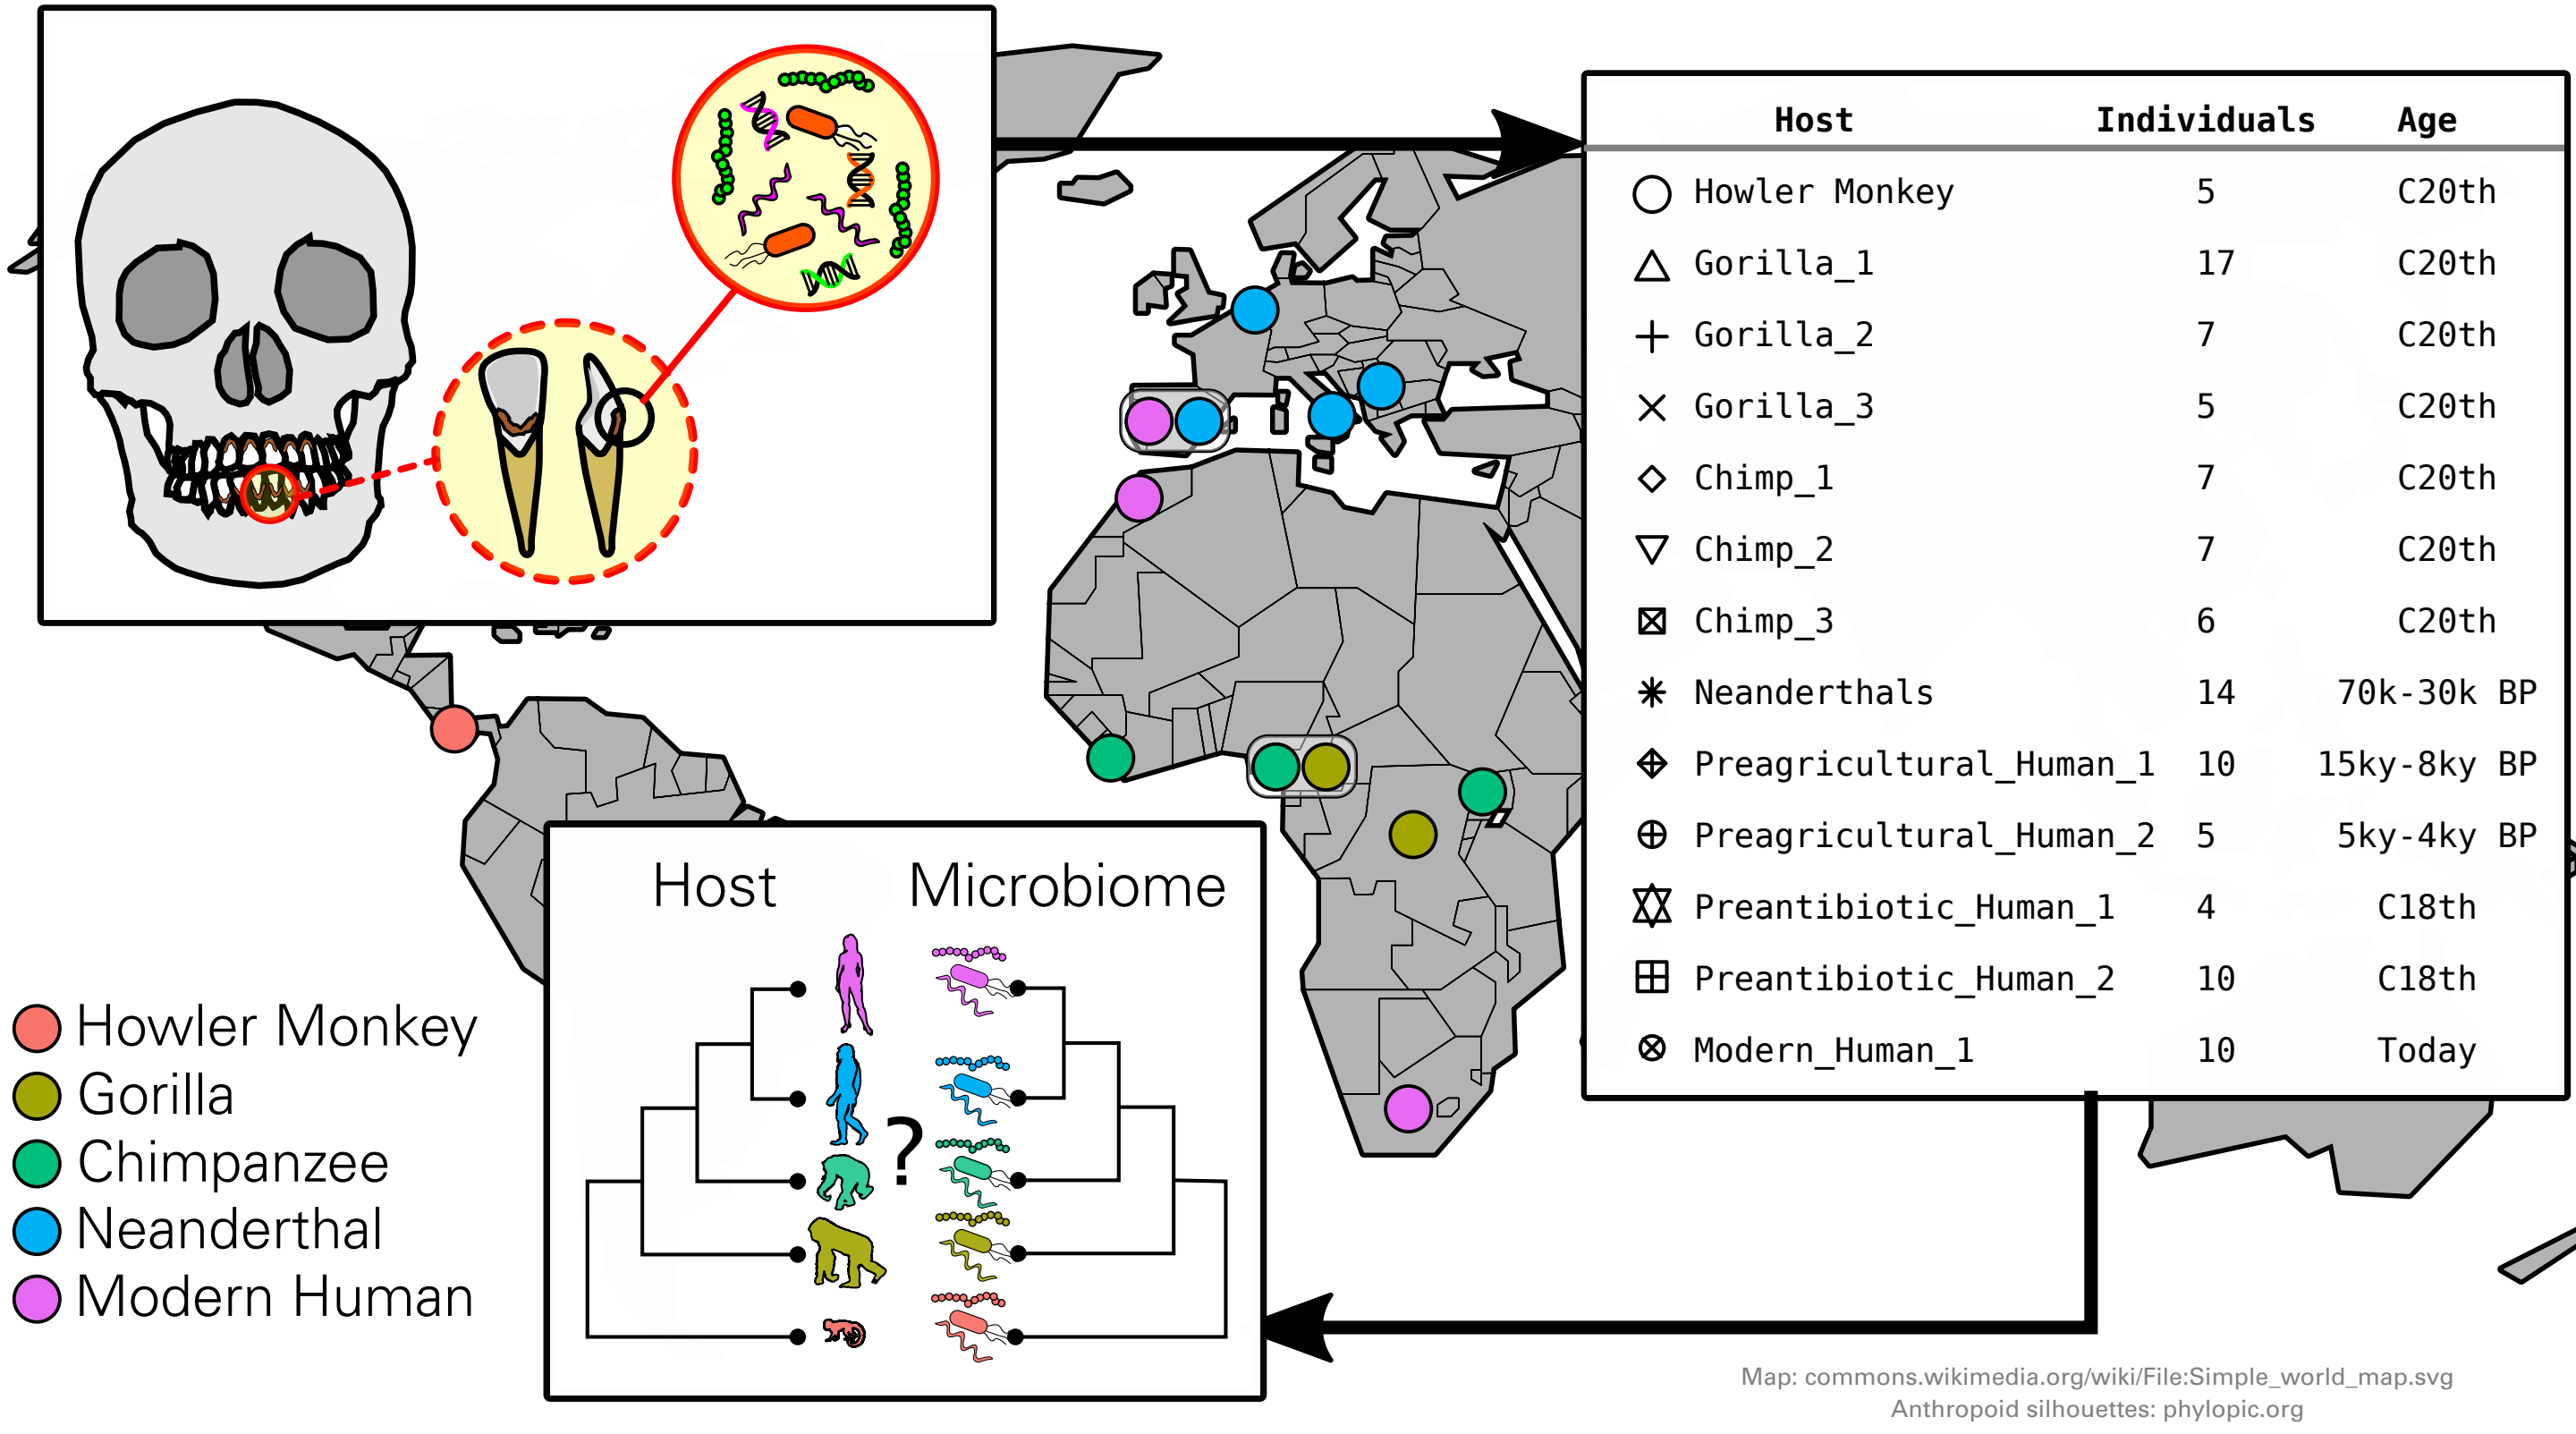 Host Individuals Age
Howler Monkey 5 C20th
Gorilla_1 17 C20th
Gorilla_2 7 C20th
Gorilla_3 5 C20th
Chimp_1 7 C20th
Chimp_2 7 C20th
Chimp_3 6 C20th
Neanderthals 14 70k-30k BP
Preagricultural_Human_1 10 15ky-8ky BP
Preagricultural_Human_2 5 5ky-4ky BP
Preantibiotic_Human_1 4 C18th
Preantibiotic_Human_2 10 C18th
Modern_Human_1 10 Today
Host Microbiome
?
Howler Monkey
Gorilla
Chimpanzee
Neanderthal
Modern Human
Map: commons.wikimedia.org/wiki/File:Simple_world_map.svg
Anthropoid silhouettes: phylopic.org